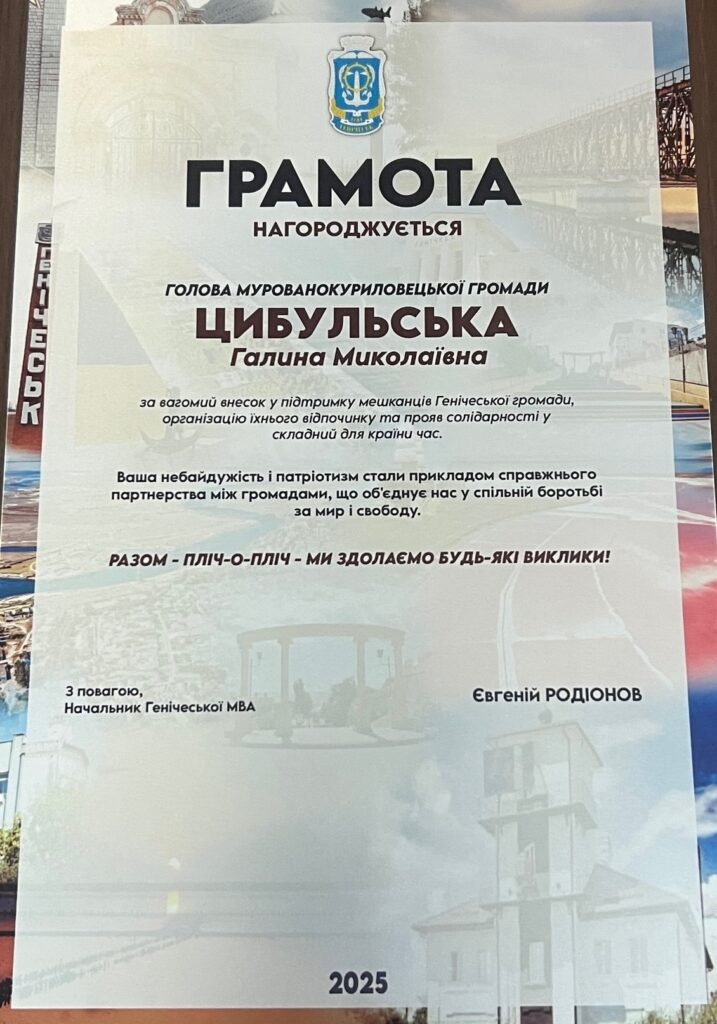 ГРАМОТА
НАГОРОДЖУЄТЬСЯ
ГОЛОВА МУРОВАНОКУРИЛОВЕЦЬКОЇ ГРОМАДИ
ЦИБУЛЬСЬКА
Галина Миколаївна
за вагомий внесок у підтримку мешканців Генічеської громади,
організацію їхнього відпочинку та прояв солідарності у
складний для країни час.
Ваша небайдужість і патріотизм стали прикладом справжнього
партнерства між громадами, що об'єднує нас у спільній боротьбі
за мир і свободу.
РАЗОМ - ПЛІЧ-О-ПЛІЧ - МИ ЗДОЛАЄМО БУДЬ-ЯКІ ВИКЛИКИ!
З повагою,
Начальник Генічеської МВА
Євгеній РОДІОНОВ
2025
ГЕНІЧЕСЬК